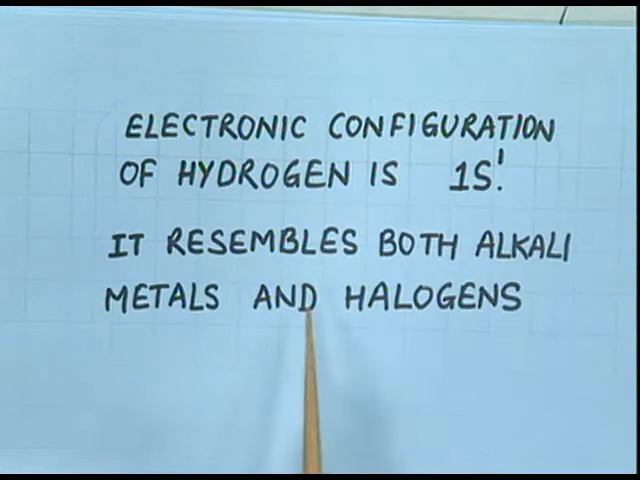 ELECTRONIC CONFIGURATION
OF HYDROGEN IS 1S¹.
IT RESEMBLES BOTH ALKALI
METALS AND HALOGENS